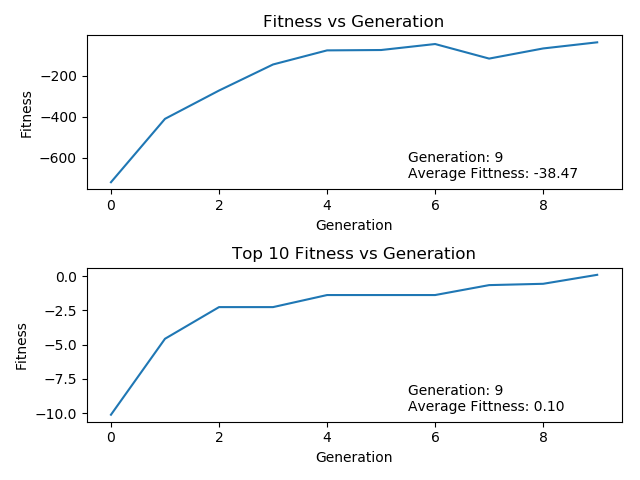 Fitness vs Generation
Fitness
−200
−400
−600
Generation: 9
Average Fittness: -38.47
0 2 4 6 8
Generation
Top 10 Fitness vs Generation
Fitness
0.0
−2.5
−5.0
−7.5
−10.0
Generation: 9
Average Fittness: 0.10
0 2 4 6 8
Generation